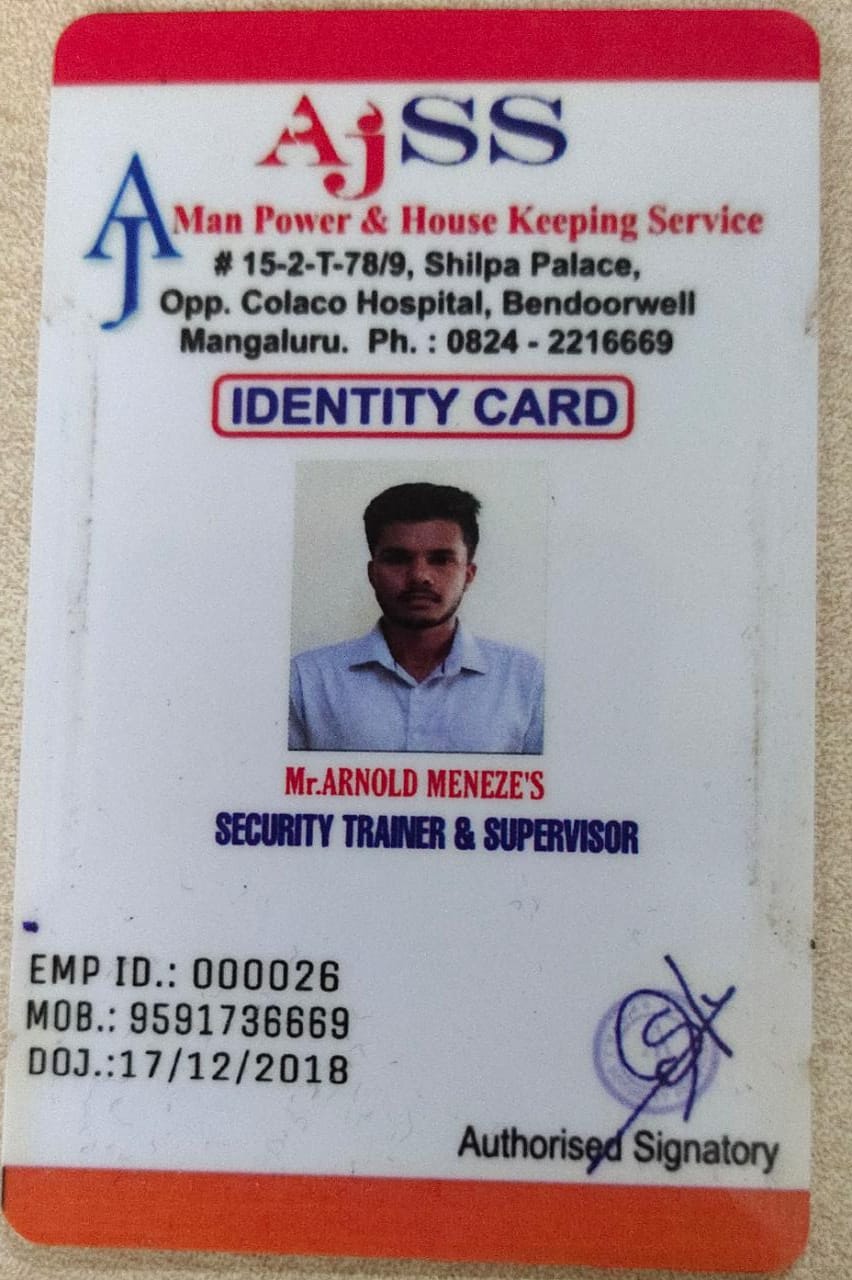 AjSS
AJ
Man Power & House Keeping Service
# 15-2-T-78/9, Shilpa Palace,
Opp. Colaco Hospital, Bendoorwell
Mangaluru. Ph. : 0824 - 2216669
IDENTITY CARD
Mr.ARNOLD MENEZE'S
SECURITY TRAINER & SUPERVISOR
EMP ID.: 000026
MOB.: 9591736669
DOJ.:17/12/2018
Authorised Signatory